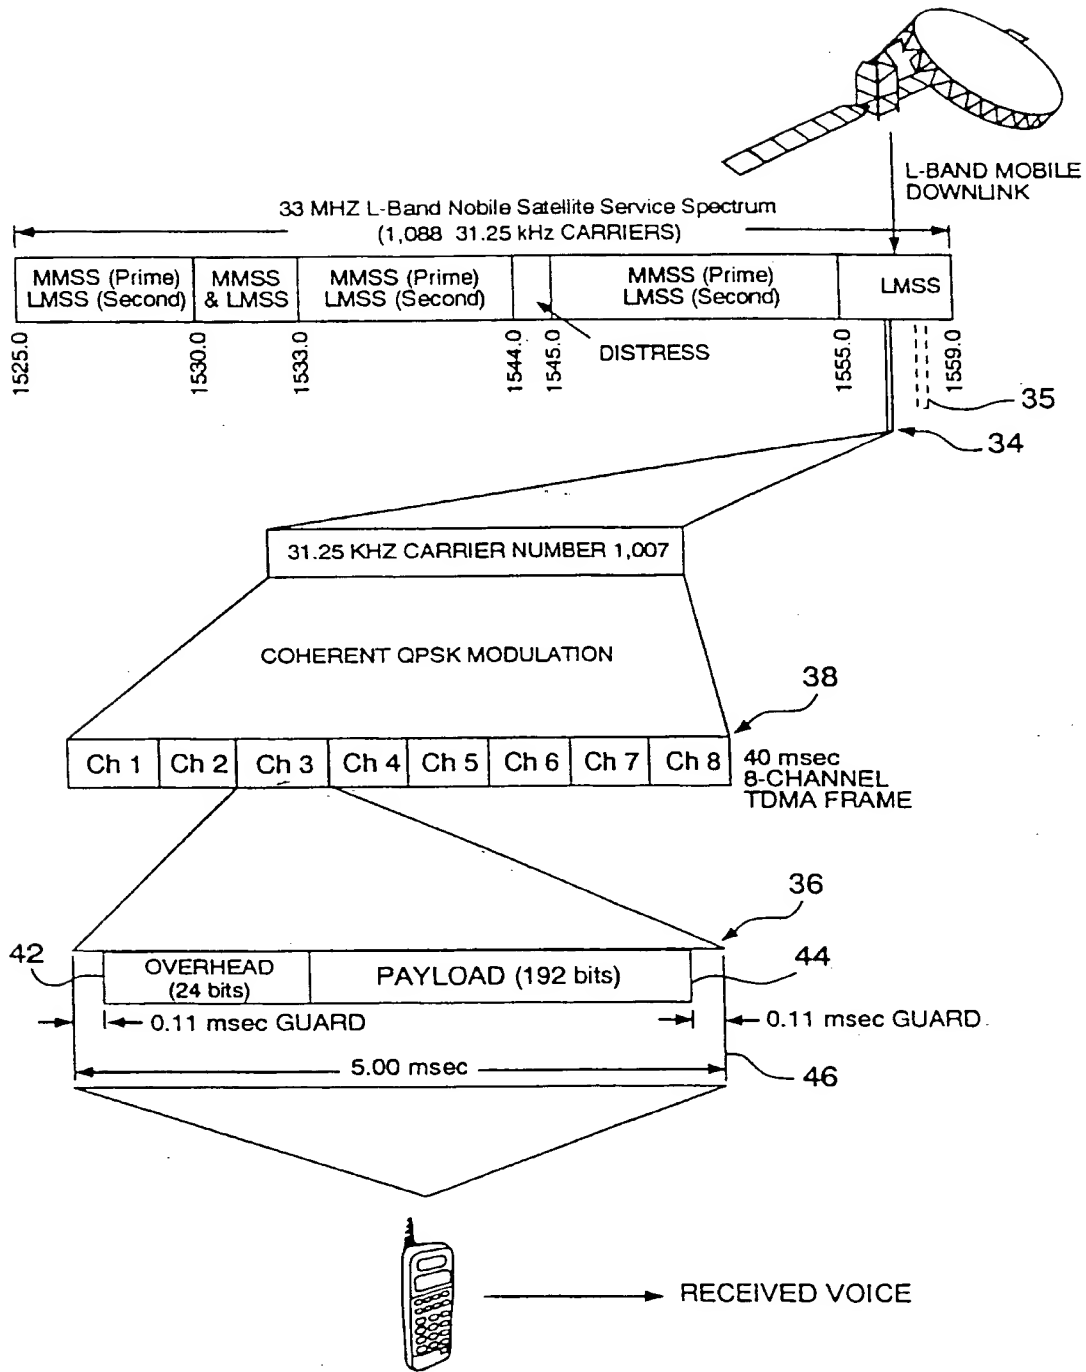 L-BAND MOBILE
DOWNLINK
33 MHZ L-Band Nobile Satellite Service Spectrum
(1,088 31.25 kHz CARRIERS)
MMSS (Prime)
LMSS (Second)
MMSS
& LMSS
MMSS (Prime)
LMSS (Second)
MMSS (Prime)
LMSS (Second)
LMSS
DISTRESS
1525.0
1530.0
1533.0
1544.0
1545.0
1555.0
1559.0
35
34
31.25 KHZ CARRIER NUMBER 1,007
COHERENT QPSK MODULATION
38
Ch 1 Ch 2 Ch 3 Ch 4 Ch 5 Ch 6 Ch 7 Ch 8
40 msec
8-CHANNEL
TDMA FRAME
36
42
OVERHEAD
(24 bits)
PAYLOAD (192 bits)
44
0.11 msec GUARD
0.11 msec GUARD
5.00 msec
46
RECEIVED VOICE